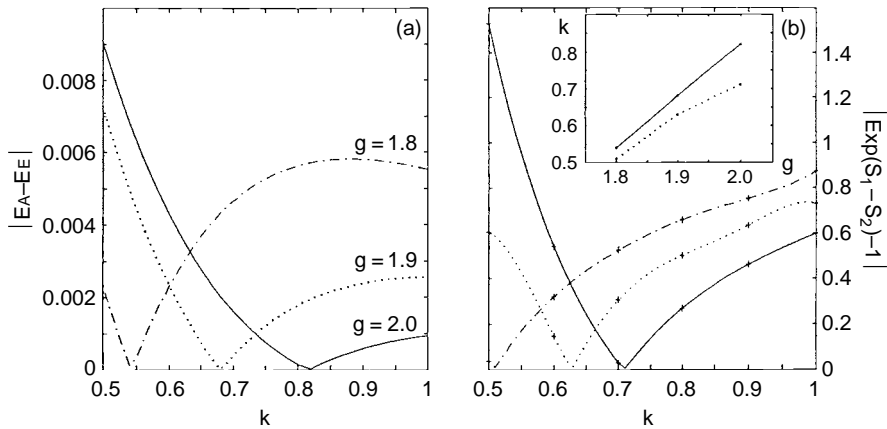 (a)
0.008
0.006
0.004
0.002
0
|EA–EE|
g = 1.8
g = 1.9
g = 2.0
0.5 0.6 0.7 0.8 0.9 1
k
(b)
k
0.9
0.8
0.7
0.6
0.5
1.8 1.9 2.0
g
1.4
1.2
1
0.8
0.6
0.4
0.2
0
|Exp(S1–S2)–1|
0.5 0.6 0.7 0.8 0.9 1
k